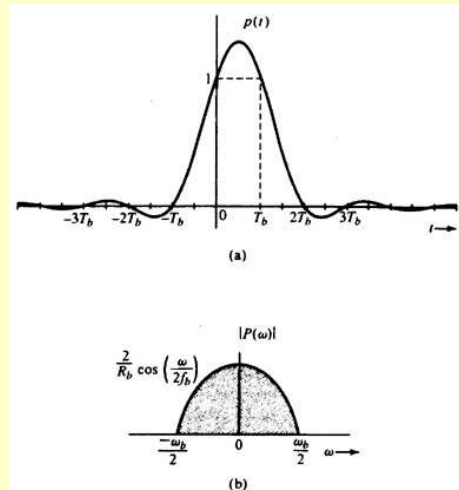 p(t)
1
-3T_b -2T_b -T_b 0 T_b 2T_b 3T_b
t→
(a)
|P(ω)|
2/R_b cos (ω/2f_b)
-ω_b/2 0 ω_b/2 ω→
(b)